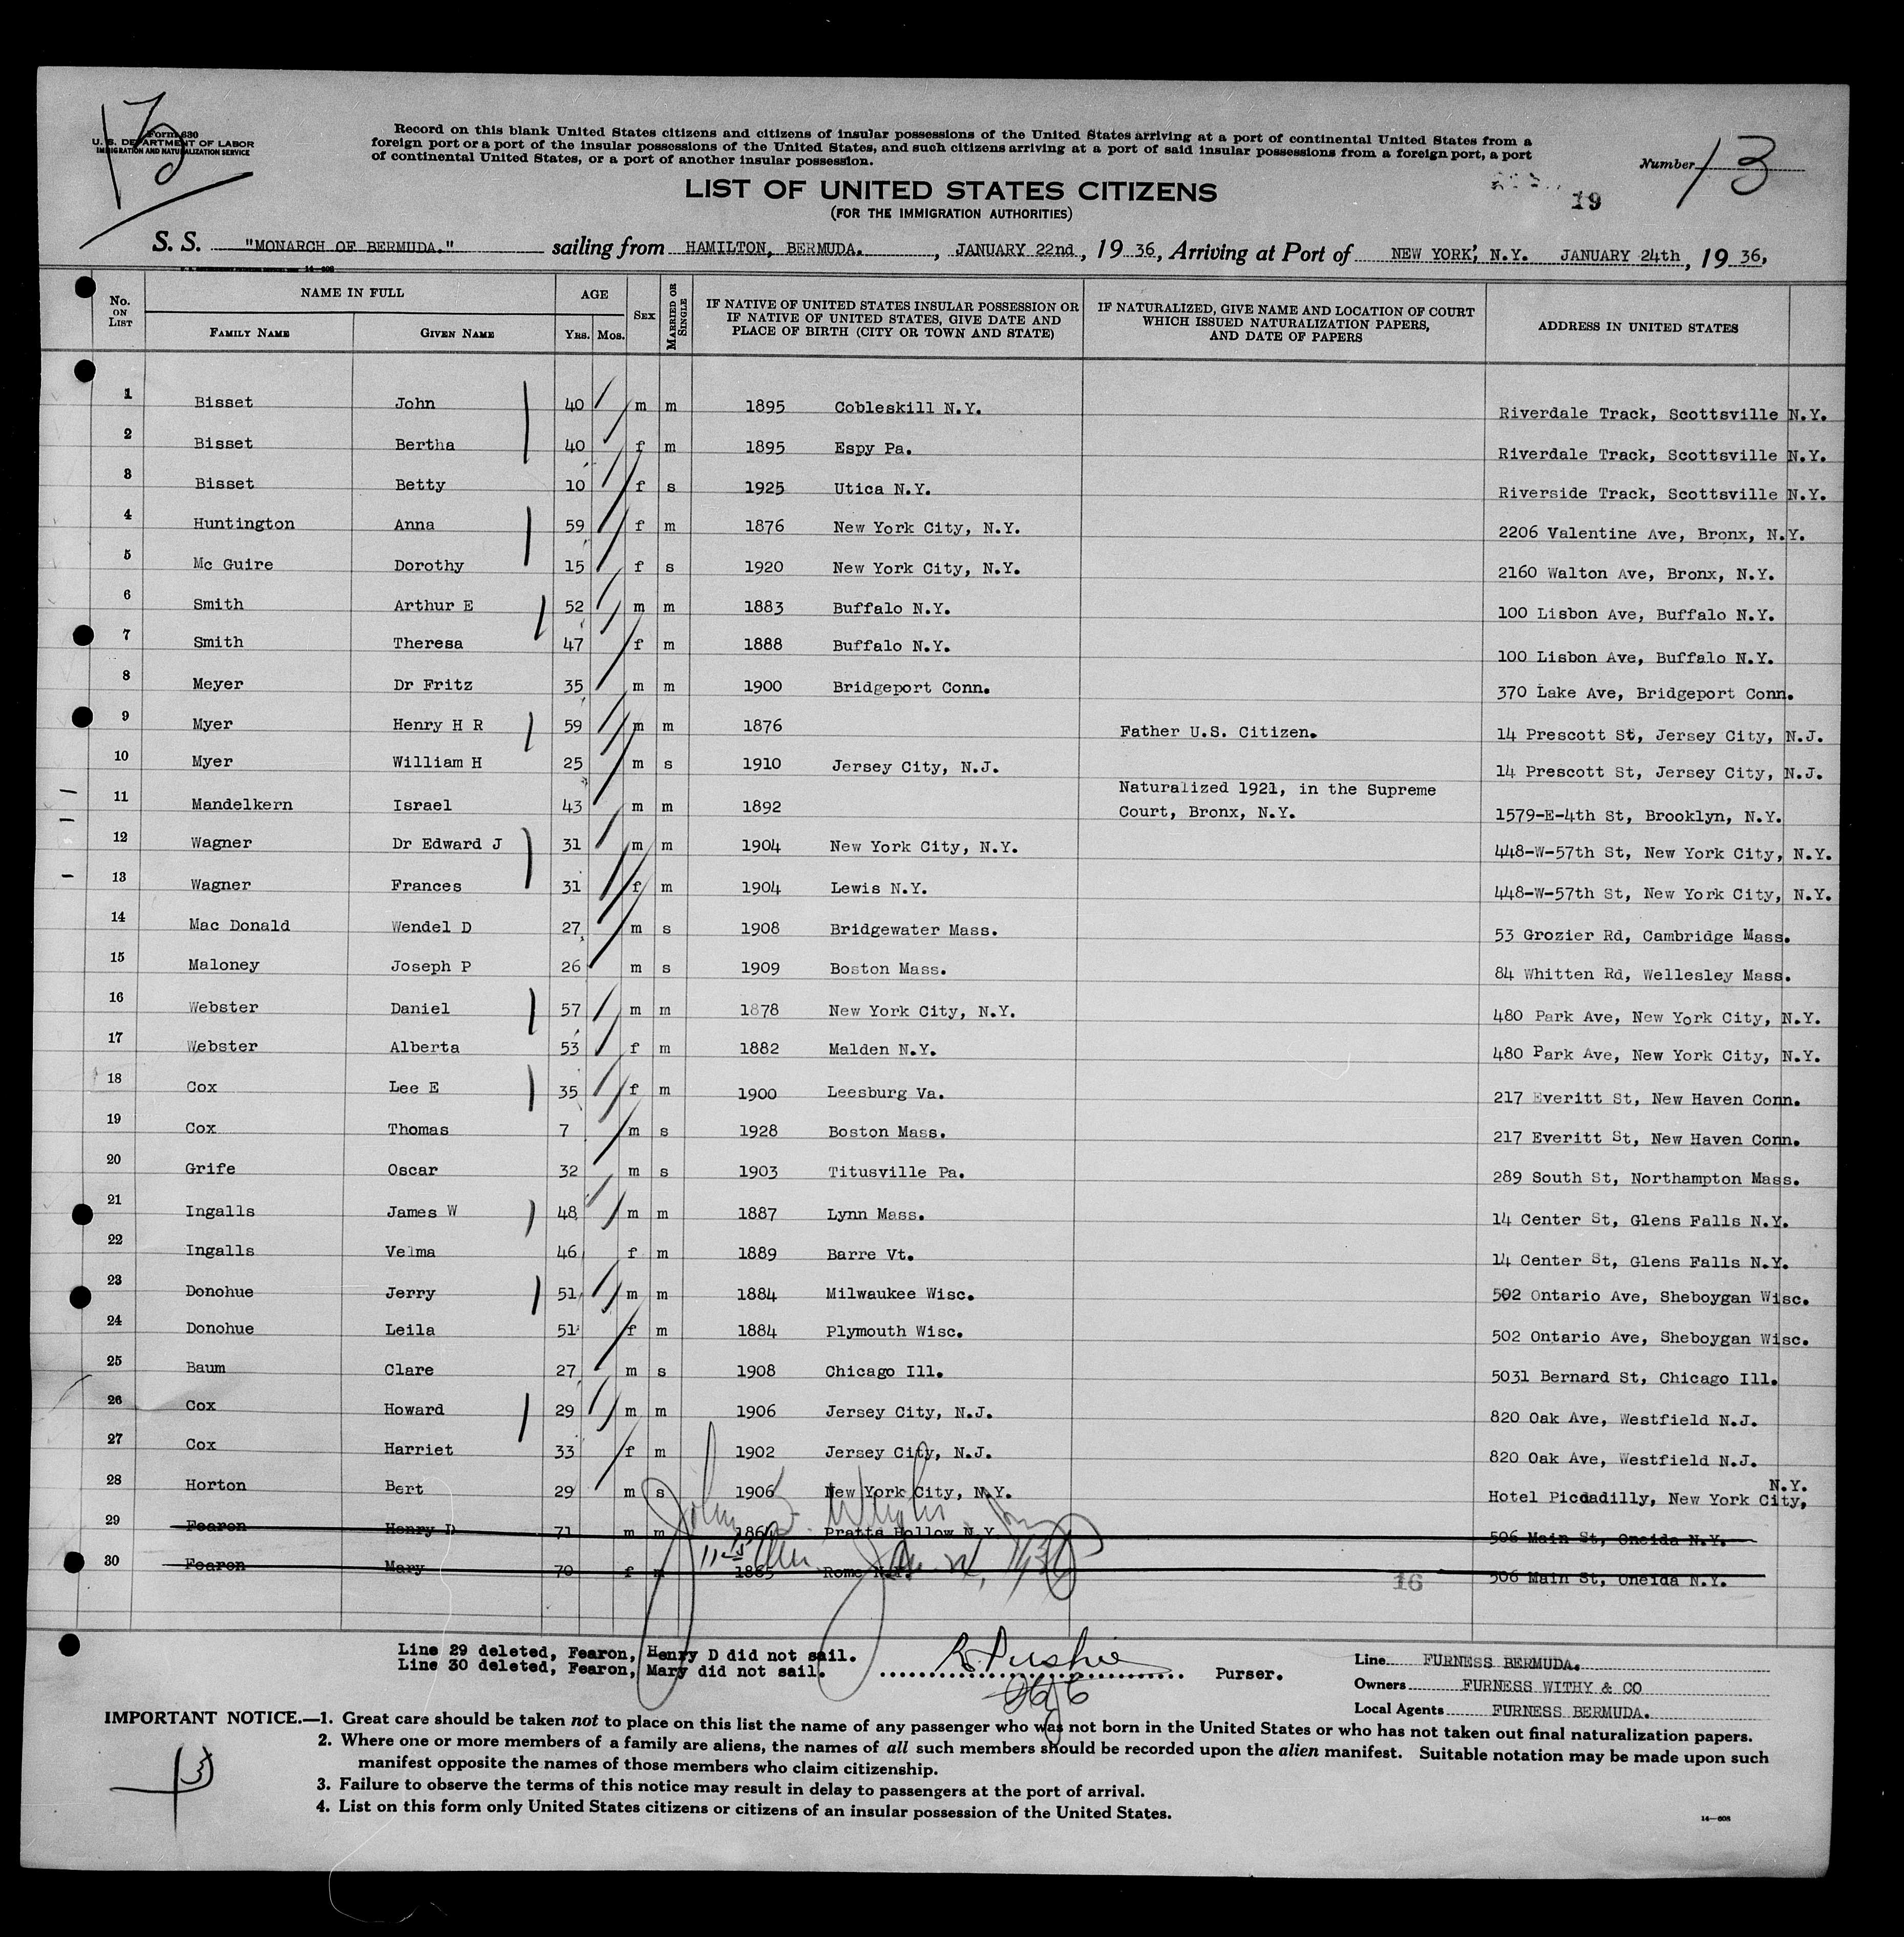 13
Form 630
U. S. DEPARTMENT OF LABOR
IMMIGRATION AND NATURALIZATION SERVICE
Record on this blank United States citizens and citizens of insular possessions of the United States arriving at a port of continental United States from a
foreign port or a port of the insular possessions of the United States, and such citizens arriving at a port of said insular possessions from a foreign port, a port
of continental United States, or a port of another insular possession.
Number 13
LIST OF UNITED STATES CITIZENS
(FOR THE IMMIGRATION AUTHORITIES)
19
S. S. "MONARCH OF BERMUDA." sailing from HAMILTON, BERMUDA. , JANUARY 22nd, 19 36, Arriving at Port of NEW YORK, N.Y. JANUARY 24th, 19 36,
No. ON LIST NAME IN FULL FAMILY NAME GIVEN NAME AGE YRS. MOS. SEX MARRIED OR SINGLE IF NATIVE OF UNITED STATES INSULAR POSSESSION OR IF NATIVE OF UNITED STATES, GIVE DATE AND PLACE OF BIRTH (CITY OR TOWN AND STATE) IF NATURALIZED, GIVE NAME AND LOCATION OF COURT WHICH ISSUED NATURALIZATION PAPERS, AND DATE OF PAPERS ADDRESS IN UNITED STATES
1 Bisset John 40 m m 1895 Cobleskill N.Y. Riverdale Track, Scottsville N.Y.
2 Bisset Bertha 40 f m 1895 Espy Pa. Riverdale Track, Scottsville N.Y.
3 Bisset Betty 10 f s 1925 Utica N.Y. Riverside Track, Scottsville N.Y.
4 Huntington Anna 59 f m 1876 New York City, N.Y. 2206 Valentine Ave, Bronx, N.Y.
5 Mc Guire Dorothy 15 f s 1920 New York City, N.Y. 2160 Walton Ave, Bronx, N.Y.
6 Smith Arthur E 52 m m 1883 Buffalo N.Y. 100 Lisbon Ave, Buffalo N.Y.
7 Smith Theresa 47 f m 1888 Buffalo N.Y. 100 Lisbon Ave, Buffalo N.Y.
8 Meyer Dr Fritz 35 m m 1900 Bridgeport Conn. 370 Lake Ave, Bridgeport Conn.
9 Myer Henry H R 59 m m 1876 Father U.S. Citizen. 14 Prescott St, Jersey City, N.J.
10 Myer William H 25 m s 1910 Jersey City, N.J. 14 Prescott St, Jersey City, N.J.
11 Mandelkern Israel 43 m m 1892 Naturalized 1921, in the Supreme Court, Bronx, N.Y. 1579-E-4th St, Brooklyn, N.Y.
12 Wagner Dr Edward J 31 m m 1904 New York City, N.Y. 448-W-57th St, New York City, N.Y.
13 Wagner Frances 31 f m 1904 Lewis N.Y. 448-W-57th St, New York City, N.Y.
14 Mac Donald Wendel D 27 m s 1908 Bridgewater Mass. 53 Grozier Rd, Cambridge Mass.
15 Maloney Joseph P 26 m s 1909 Boston Mass. 84 Whitten Rd, Wellesley Mass.
16 Webster Daniel 57 m m 1878 New York City, N.Y. 480 Park Ave, New York City, N.Y.
17 Webster Alberta 53 f m 1882 Malden N.Y. 480 Park Ave, New York City, N.Y.
18 Cox Lee E 35 f m 1900 Leesburg Va. 217 Everitt St, New Haven Conn.
19 Cox Thomas 7 m s 1928 Boston Mass. 217 Everitt St, New Haven Conn.
20 Grife Oscar 32 m s 1903 Titusville Pa. 289 South St, Northampton Mass.
21 Ingalls James W 48 m m 1887 Lynn Mass. 14 Center St, Glens Falls N.Y.
22 Ingalls Velma 46 f m 1889 Barre Vt. 14 Center St, Glens Falls N.Y.
23 Donohue Jerry 51 m m 1884 Milwaukee Wisc. 502 Ontario Ave, Sheboygan Wisc.
24 Donohue Leila 51 f m 1884 Plymouth Wisc. 502 Ontario Ave, Sheboygan Wisc.
25 Baum Clare 27 m s 1908 Chicago Ill. 5031 Bernard St, Chicago Ill.
26 Cox Howard 29 m m 1906 Jersey City, N.J. 820 Oak Ave, Westfield N.J.
27 Cox Harriet 33 f m 1902 Jersey City, N.J. 820 Oak Ave, Westfield N.J.
28 Horton Bert 29 m s 1906 New York City, N.Y. Hotel Picadilly, New York City, N.Y.
29 Fearon Henry D 71 m m Pratts Hollow N.Y. 506 Main St, Oneida N.Y.
30 Fearon Mary 70 f m 1865 Rome N.Y. 506 Main St, Oneida N.Y.
16
Line 29 deleted, Fearon, Henry D did not sail.
Line 30 deleted, Fearon, Mary did not sail.
Purser.
Line FURNESS BERMUDA.
Owners FURNESS WITHY & CO
Local Agents FURNESS BERMUDA.
IMPORTANT NOTICE.—1. Great care should be taken not to place on this list the name of any passenger who was not born in the United States or who has not taken out final naturalization papers.
2. Where one or more members of a family are aliens, the names of all such members should be recorded upon the alien manifest. Suitable notation may be made upon such
manifest opposite the names of those members who claim citizenship.
3. Failure to observe the terms of this notice may result in delay to passengers at the port of arrival.
4. List on this form only United States citizens or citizens of an insular possession of the United States.
14—608